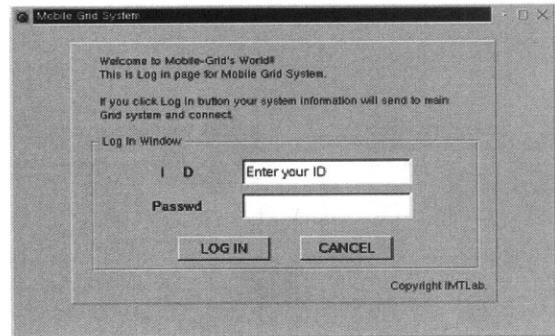 Mobile Grid System
Welcome to Mobile-Grid's World!
This is Log in page for Mobile Grid System.
If you click Log in button your system information will send to main
Grid system and connect.
Log In Window
I D
Enter your ID
Passwd
LOG IN
CANCEL
Copyright IMTLab.